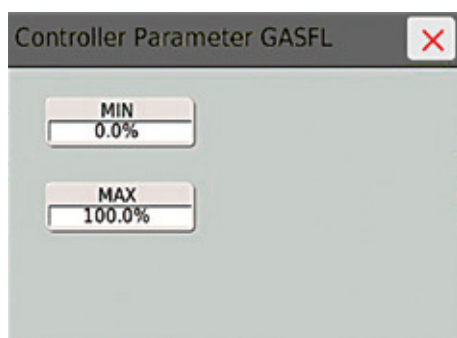 Controller Parameter GASFL
MIN
0.0%
MAX
100.0%